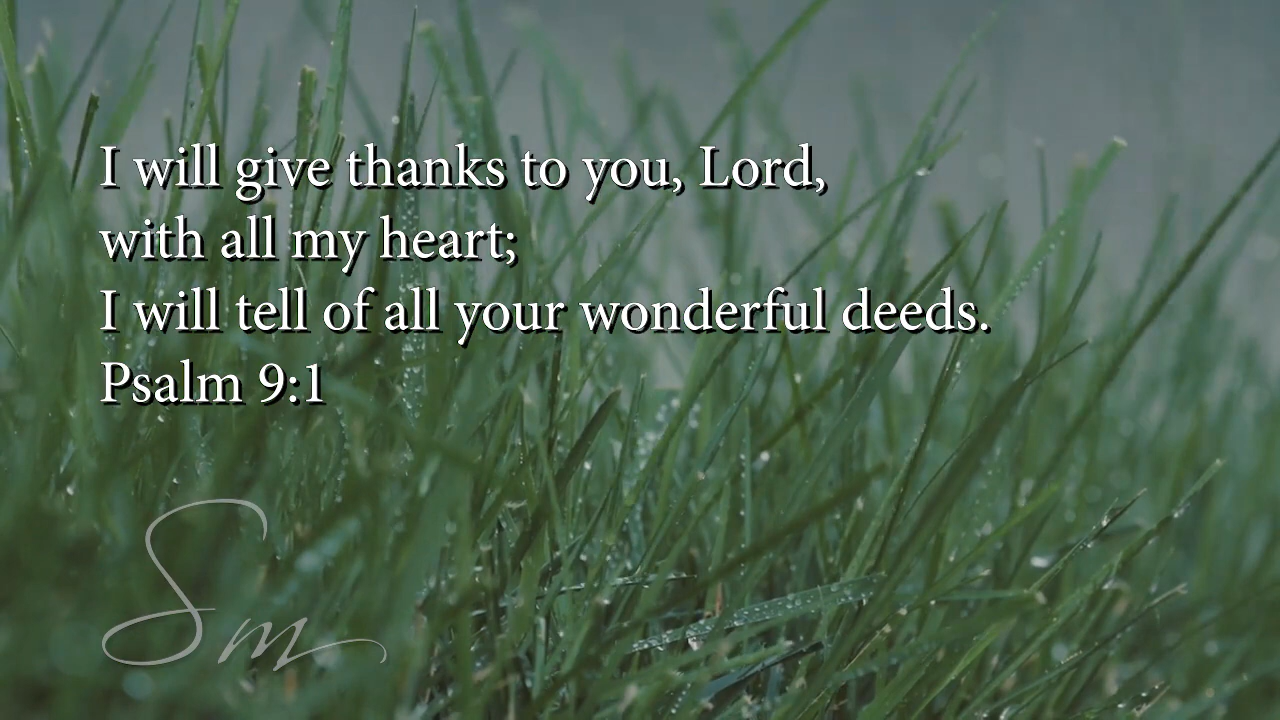 I will give thanks to you, Lord,
with all my heart;
I will tell of all your wonderful deeds.
Psalm 9:1
Sm